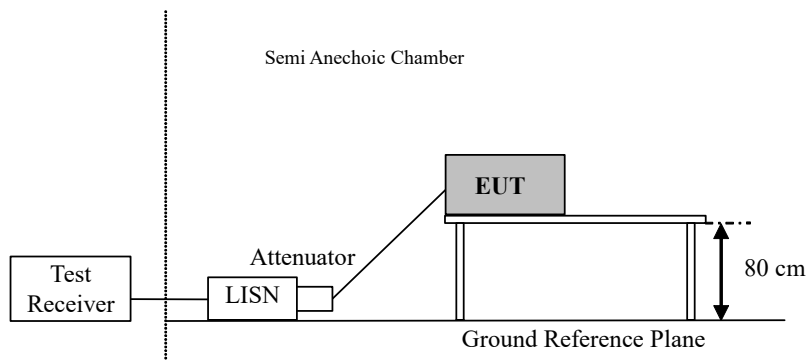 Semi Anechoic Chamber
EUT
Attenuator
Test
Receiver
LISN
80 cm
Ground Reference Plane